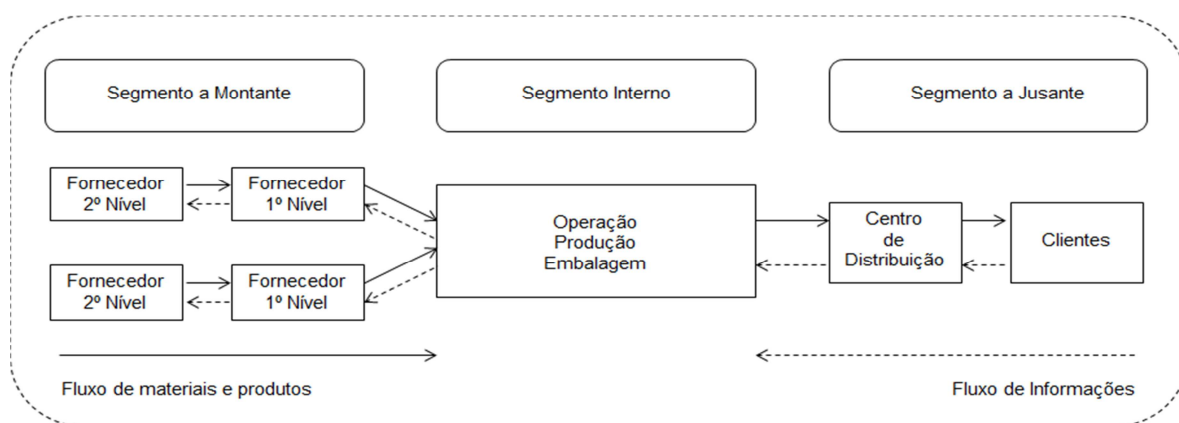 Segmento a Montante
Segmento Interno
Segmento a Jusante
Fornecedor
2º Nível
Fornecedor
1º Nível
Operação
Produção
Embalagem
Centro
de
Distribuição
Clientes
Fornecedor
2º Nível
Fornecedor
1º Nível
Fluxo de materiais e produtos
Fluxo de Informações